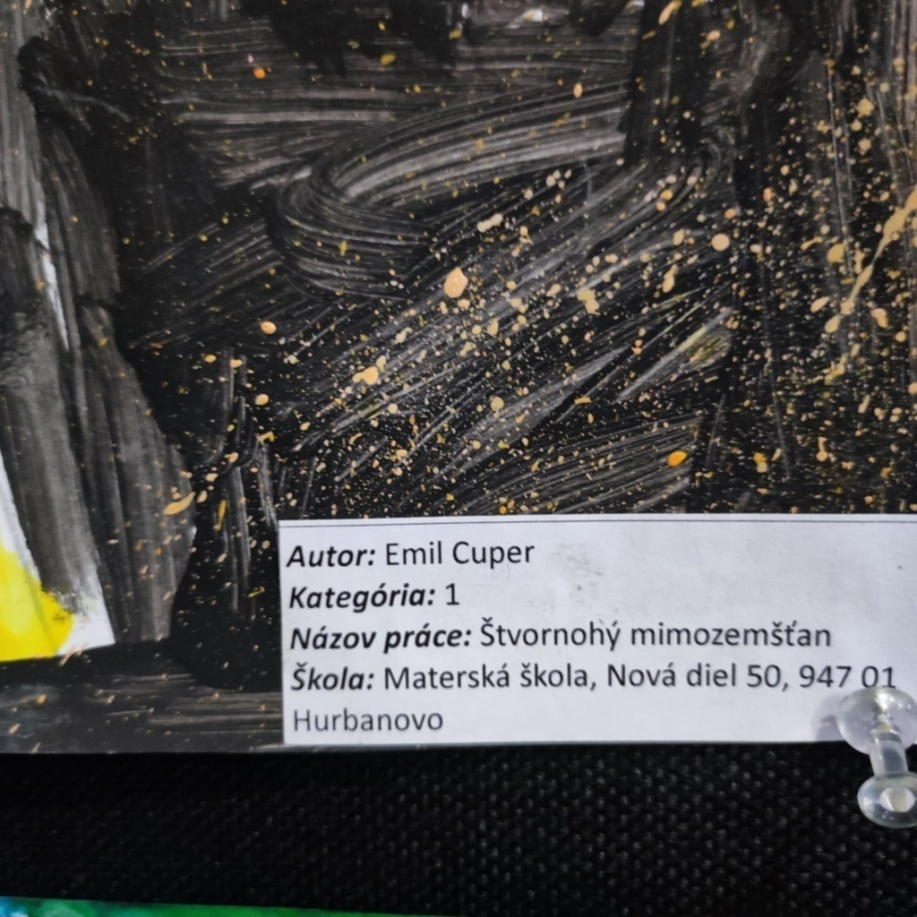 Autor: Emil Cuper
Kategória: 1
Názov práce: Štvornohý mimozemšťan
Škola: Materská škola, Nová diel 50, 947 01
Hurbanovo